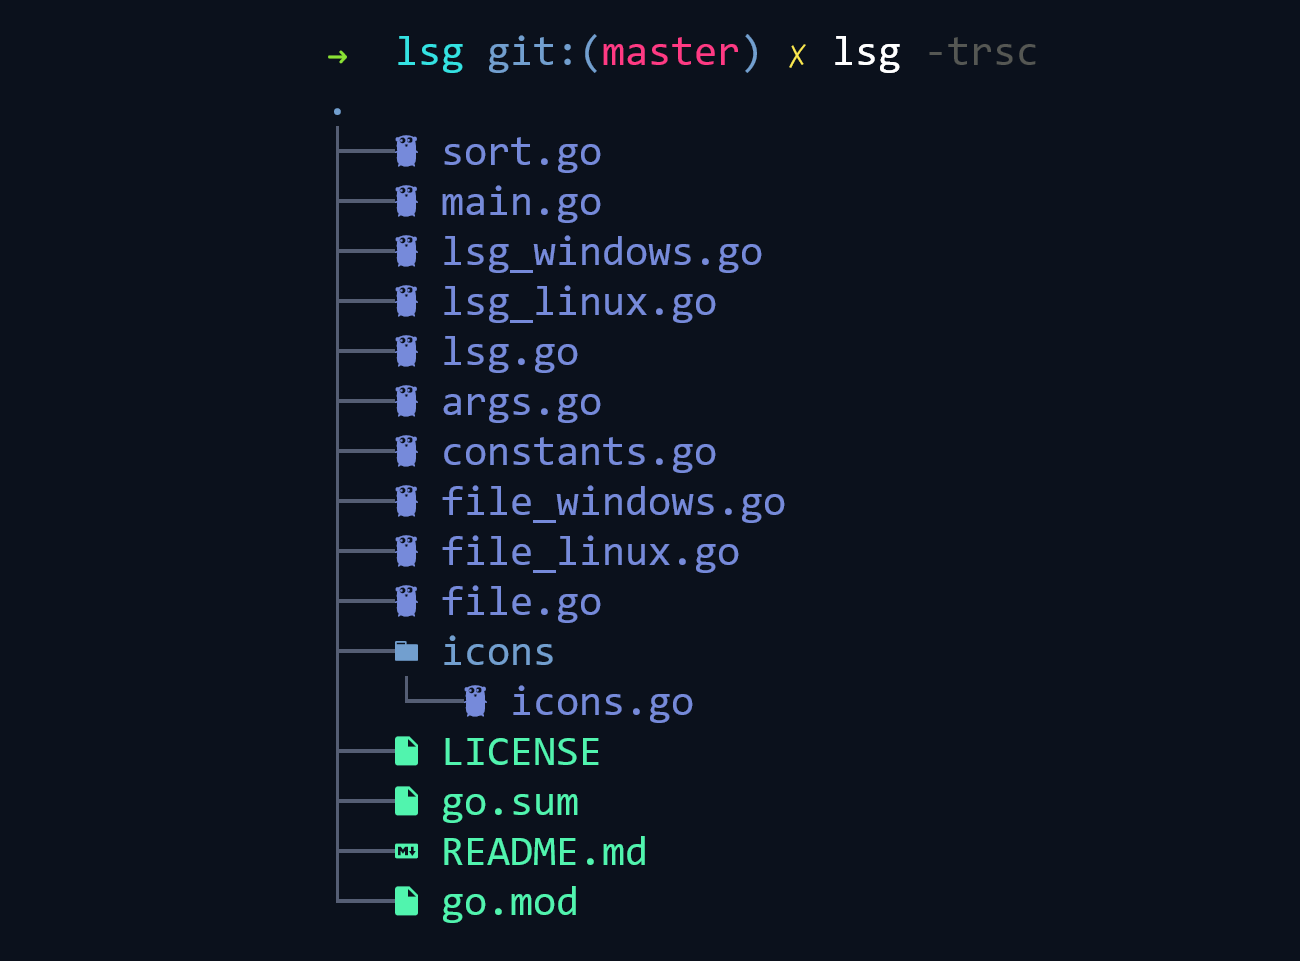 ➜ lsg git:(master) ✗ lsg -trsc
.
sort.go
main.go
lsg_windows.go
lsg_linux.go
lsg.go
args.go
constants.go
file_windows.go
file_linux.go
file.go
icons
icons.go
LICENSE
go.sum
README.md
go.mod